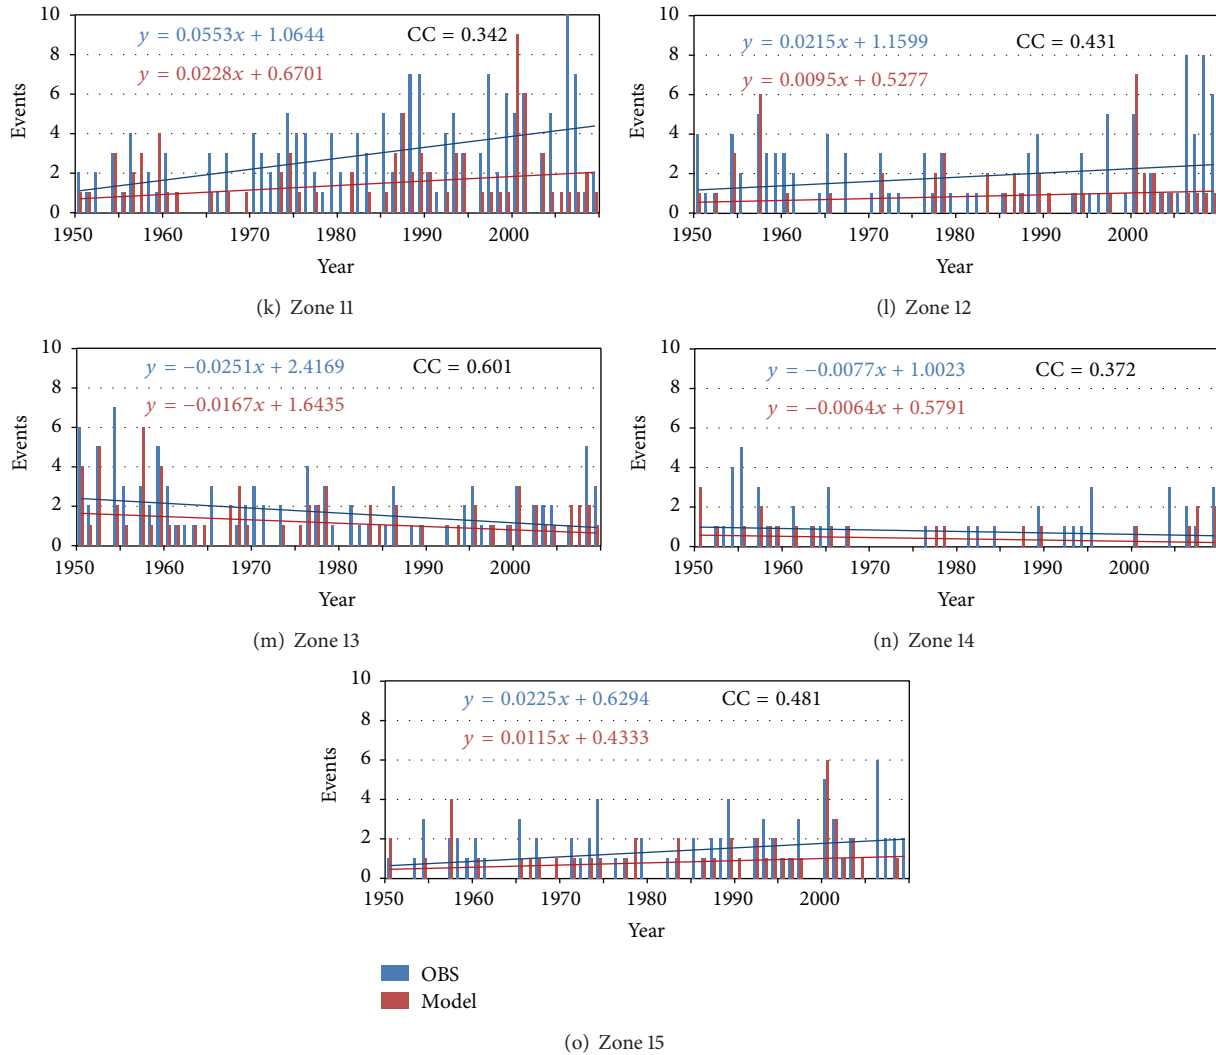 10
8
6
4
2
0
Events
y = 0.0553x + 1.0644
CC = 0.342
y = 0.0228x + 0.6701
1950 1960 1970 1980 1990 2000
Year
(k) Zone 11
10
8
6
4
2
0
Events
y = 0.0215x + 1.1599
CC = 0.431
y = 0.0095x + 0.5277
1950 1960 1970 1980 1990 2000
Year
(l) Zone 12
10
8
6
4
2
0
Events
y = −0.0251x + 2.4169
CC = 0.601
y = −0.0167x + 1.6435
1950 1960 1970 1980 1990 2000
Year
(m) Zone 13
10
8
6
4
2
0
Events
y = −0.0077x + 1.0023
CC = 0.372
y = −0.0064x + 0.5791
1950 1960 1970 1980 1990 2000
Year
(n) Zone 14
10
8
6
4
2
0
Events
y = 0.0225x + 0.6294
CC = 0.481
y = 0.0115x + 0.4333
1950 1960 1970 1980 1990 2000
Year
OBS
Model
(o) Zone 15